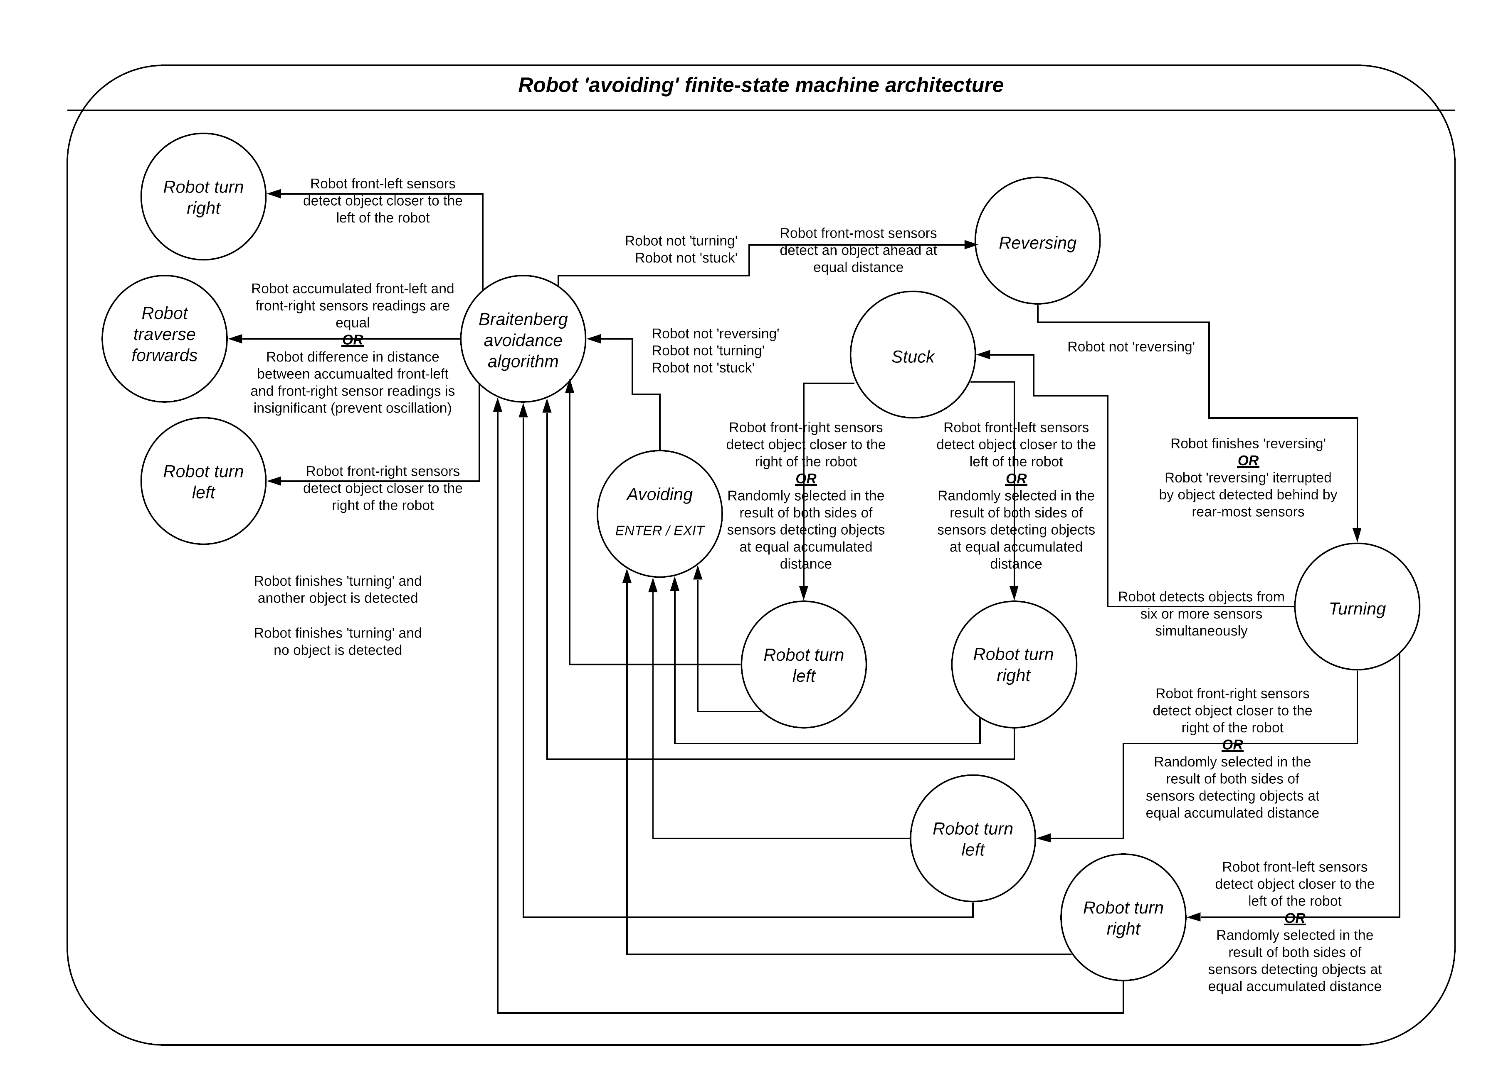 Robot 'avoiding' finite-state machine architecture
Robot turn
right
Robot front-left sensors
detect object closer to the
left of the robot
Robot
traverse
forwards
Robot accumulated front-left and
front-right sensors readings are
equal
OR
Robot difference in distance
between accumualted front-left
and front-right sensor readings is
insignificant (prevent oscillation)
Robot turn
left
Robot front-right sensors
detect object closer to the
right of the robot
Braitenberg
avoidance
algorithm
Robot not 'turning'
Robot not 'stuck'
Robot front-most sensors
detect an object ahead at
equal distance
Reversing
Robot not 'reversing'
Robot not 'turning'
Robot not 'stuck'
Stuck
Robot not 'reversing'
Avoiding
ENTER / EXIT
Robot front-right sensors
detect object closer to the
right of the robot
OR
Randomly selected in the
result of both sides of
sensors detecting objects
at equal accumulated
distance
Robot front-left sensors
detect object closer to the
left of the robot
OR
Randomly selected in the
result of both sides of
sensors detecting objects
at equal accumulated
distance
Robot finishes 'reversing'
OR
Robot 'reversing' iterrupted
by object detected behind by
rear-most sensors
Robot finishes 'turning' and
another object is detected
Robot finishes 'turning' and
no object is detected
Robot detects objects from
six or more sensors
simultaneously
Turning
Robot turn
left
Robot turn
right
Robot front-right sensors
detect object closer to the
right of the robot
OR
Randomly selected in the
result of both sides of
sensors detecting objects at
equal accumulated distance
Robot turn
left
Robot turn
right
Robot front-left sensors
detect object closer to the
left of the robot
OR
Randomly selected in the
result of both sides of
sensors detecting objects at
equal accumulated distance